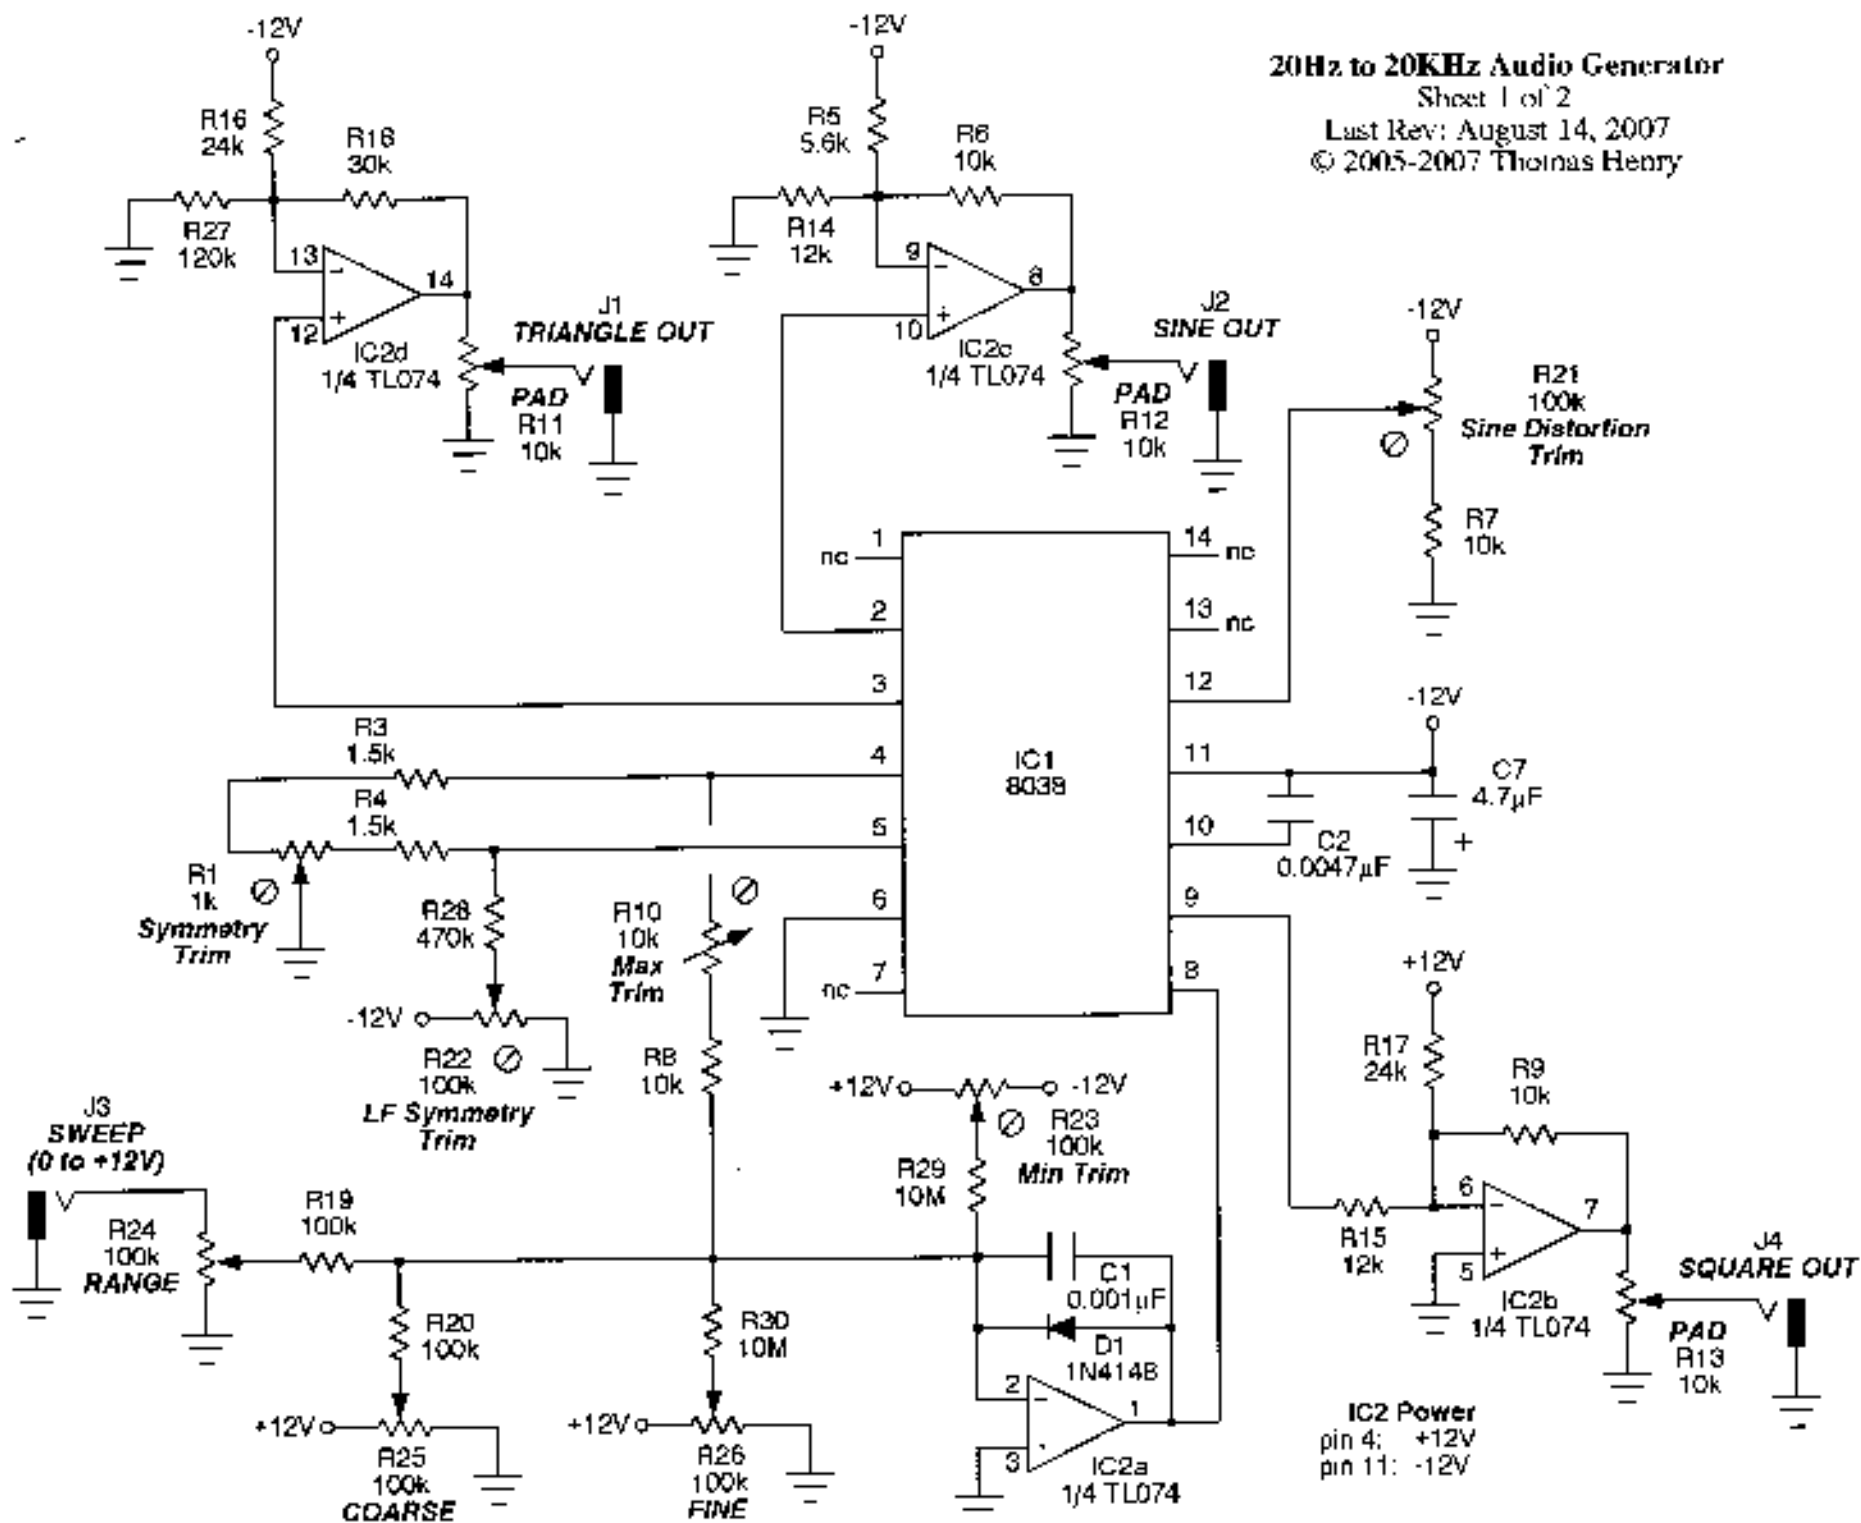 20Hz to 20KHz Audio Generator
Sheet 1 of 2
Last Rev: August 14, 2007
© 2005-2007 Thomas Henry
-12V
R16
24k
R18
30k
R27
120k
13
-
14
12
+
IC2d
1/4 TL074
J1
TRIANGLE OUT
PAD
R11
10k
-12V
R5
5.6k
R6
10k
R14
12k
9
-
8
10
+
IC2c
1/4 TL074
J2
SINE OUT
PAD
R12
10k
-12V
R21
100k
Sine Distortion
Trim
R7
10k
nc
1
2
3
4
5
6
nc
7
IC1
8038
14
nc
13
nc
12
11
10
9
8
-12V
C7
4.7µF
+
C2
0.0047µF
R3
1.5k
R4
1.5k
R1
1k
Symmetry
Trim
R28
470k
-12V
R22
100k
LF Symmetry
Trim
R10
10k
Max
Trim
R8
10k
+12V
-12V
R23
100k
Min Trim
R29
10M
J3
SWEEP
(0 to +12V)
R24
100k
RANGE
R19
100k
R20
100k
+12V
R25
100k
COARSE
R30
10M
+12V
R26
100k
FINE
C1
0.001µF
D1
1N4148
2
-
1
3
IC2a
1/4 TL074
+12V
R17
24k
R9
10k
R15
12k
6
-
7
5
+
IC2b
1/4 TL074
J4
SQUARE OUT
PAD
R13
10k
IC2 Power
pin 4: +12V
pin 11: -12V